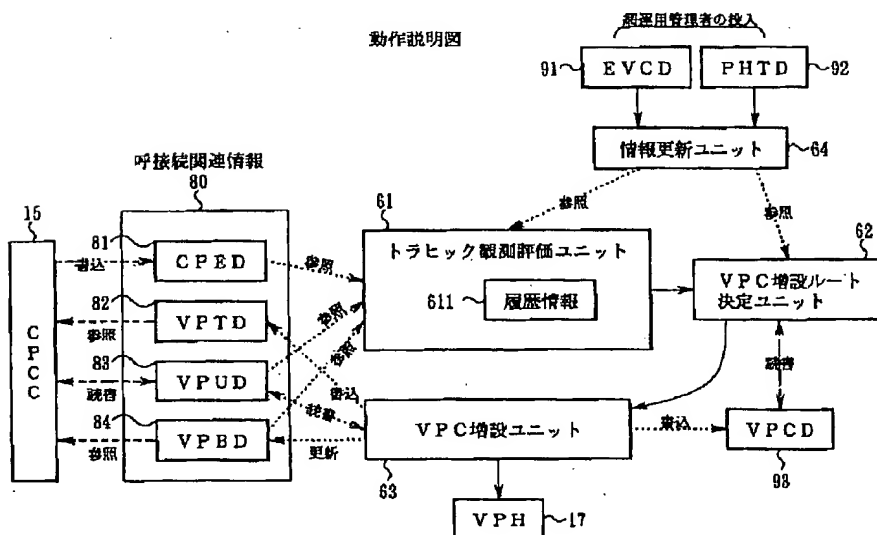 網運用管理者の投入
動作説明図
91 EVCD
PHTD 92
情報更新ユニット 64
呼接続関連情報
80
15
CPCC
81
CPED
82
VPTD
83
VPUD
84
VPBD
書込
参照
読書
参照
参照
参照
参照
書込
読書
更新
61
トラヒック観測評価ユニット
611 履歴情報
参照
参照
62
VPC増設ルート
決定ユニット
読書
VPC増設ユニット
63
書込
VPCD
93
VPH 17